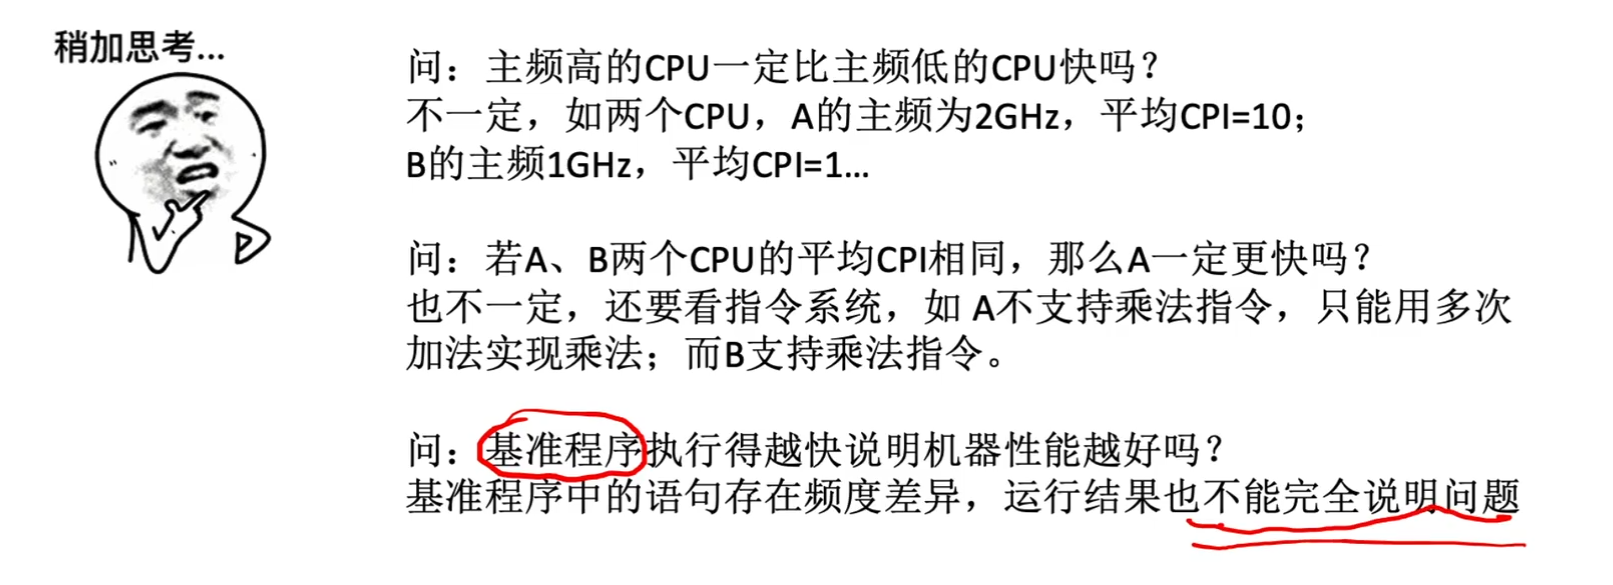 稍加思考...
问：主频高的CPU一定比主频低的CPU快吗？
不一定，如两个CPU，A的主频为2GHz，平均CPI=10；
B的主频1GHz，平均CPI=1...
问：若A、B两个CPU的平均CPI相同，那么A一定更快吗？
也不一定，还要看指令系统，如 A不支持乘法指令，只能用多次
加法实现乘法；而B支持乘法指令。
问：基准程序执行得越快说明机器性能越好吗？
基准程序中的语句存在频度差异，运行结果也不能完全说明问题